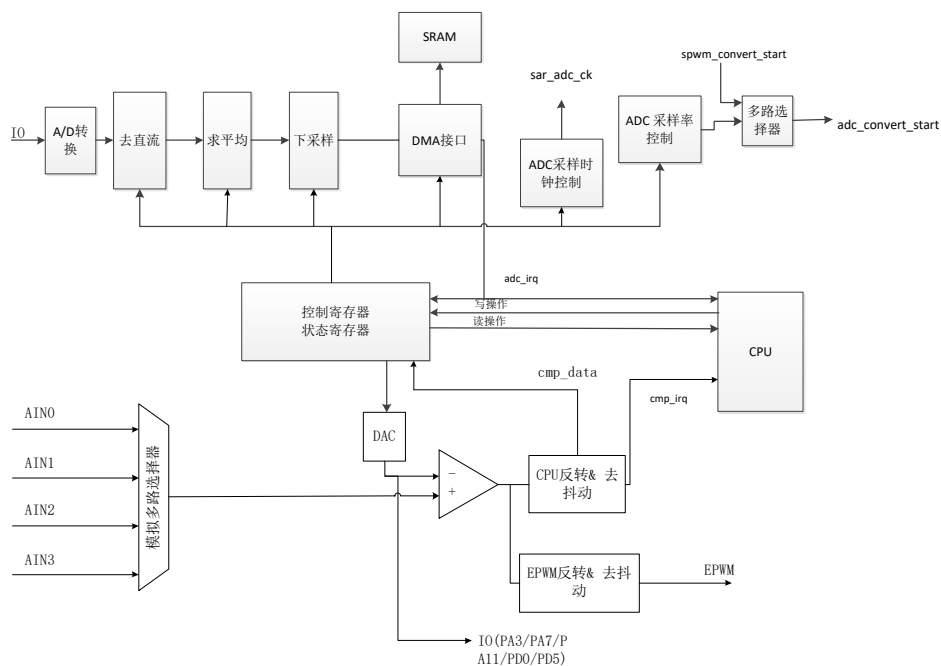 SRAM
spwm_convert_start
sar_adc_ck
IO
A/D转
换
去直流
求平均
下采样
DMA接口
ADC采样时
钟控制
ADC 采样率
控制
多路选
择器
adc_convert_start
adc_irq
写操作
读操作
控制寄存器
状态寄存器
CPU
cmp_data
cmp_irq
AIN0
AIN1
AIN2
AIN3
模拟多路选择器
DAC
−
+
CPU反转& 去
抖动
EPWM反转& 去抖
动
EPWM
IO(PA3/PA7/P
A11/PD0/PD5)